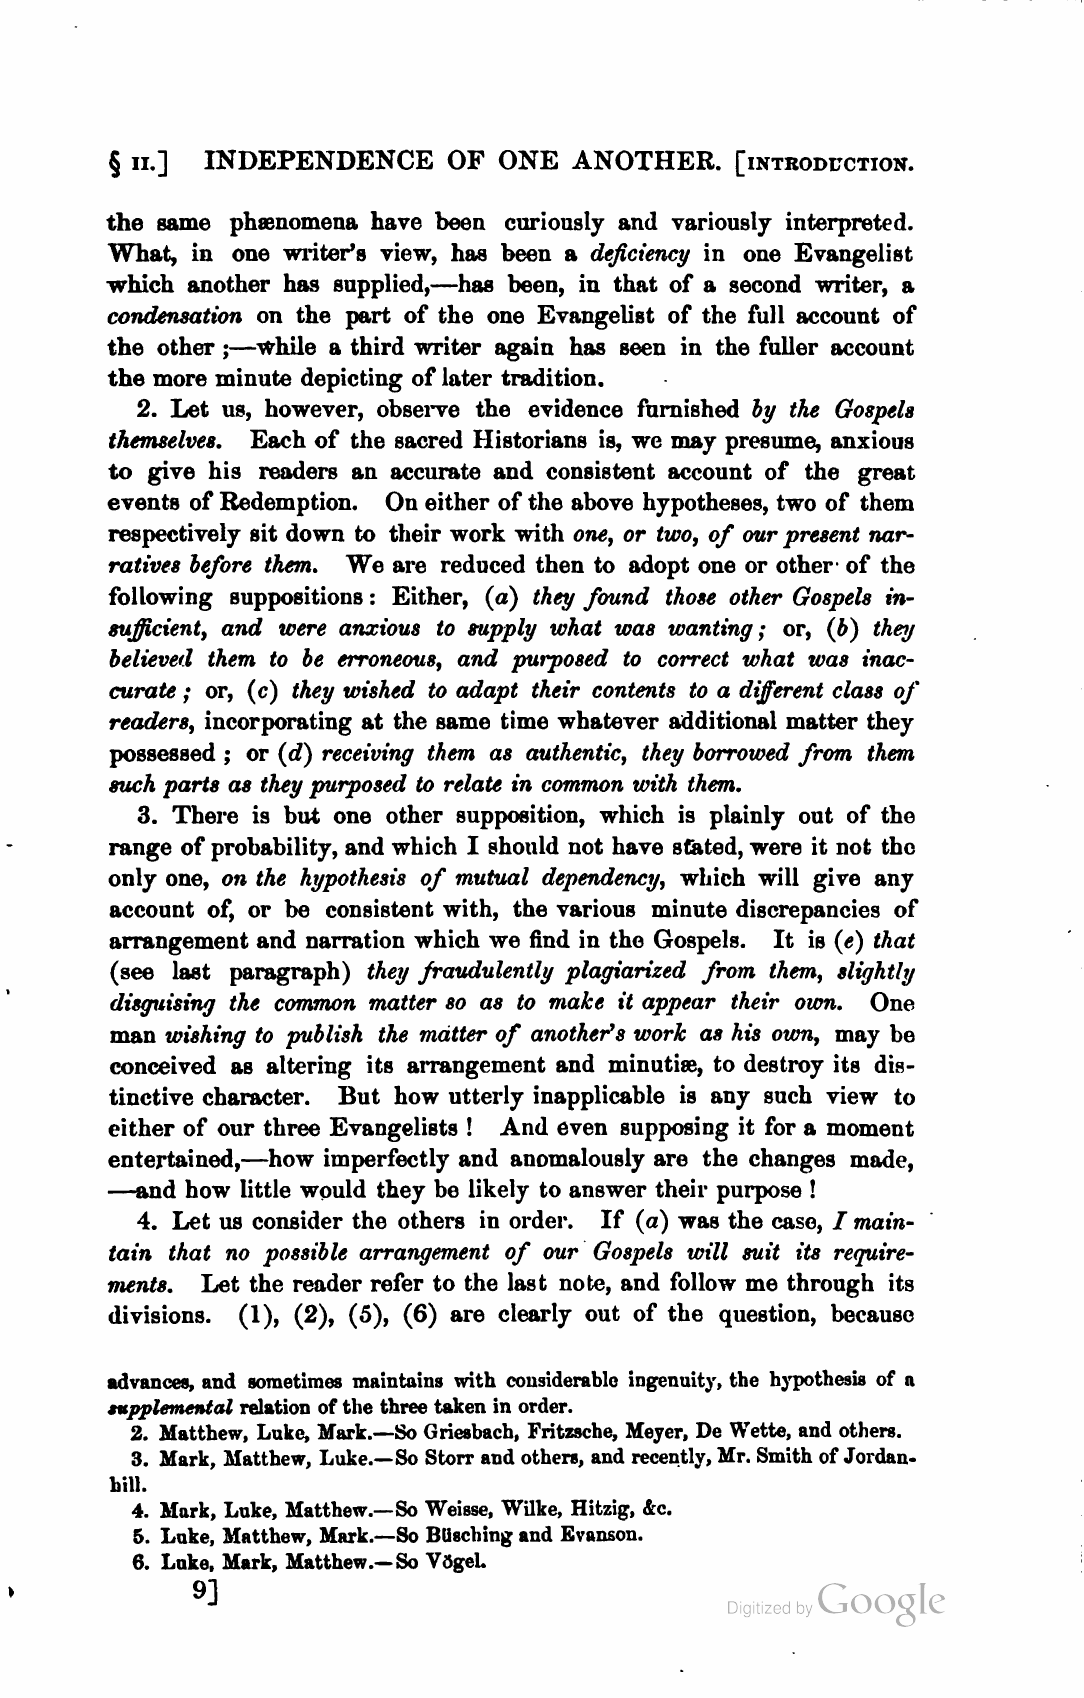 § II.] INDEPENDENCE OF ONE ANOTHER. [INTRODUCTION.
the same phænomena have been curiously and variously interpreted.
What, in one writer's view, has been a deficiency in one Evangelist
which another has supplied,—has been, in that of a second writer, a
condensation on the part of the one Evangelist of the full account of
the other ;—while a third writer again has seen in the fuller account
the more minute depicting of later tradition.
2. Let us, however, observe the evidence furnished by the Gospels
themselves. Each of the sacred Historians is, we may presume, anxious
to give his readers an accurate and consistent account of the great
events of Redemption. On either of the above hypotheses, two of them
respectively sit down to their work with one, or two, of our present nar-
ratives before them. We are reduced then to adopt one or other of the
following suppositions : Either, (a) they found those other Gospels in-
sufficient, and were anxious to supply what was wanting ; or, (b) they
believed them to be erroneous, and purposed to correct what was inac-
curate ; or, (c) they wished to adapt their contents to a different class of
readers, incorporating at the same time whatever additional matter they
possessed ; or (d) receiving them as authentic, they borrowed from them
such parts as they purposed to relate in common with them.
3. There is but one other supposition, which is plainly out of the
range of probability, and which I should not have stated, were it not the
only one, on the hypothesis of mutual dependency, which will give any
account of, or be consistent with, the various minute discrepancies of
arrangement and narration which we find in the Gospels. It is (e) that
(see last paragraph) they fraudulently plagiarized from them, slightly
disguising the common matter so as to make it appear their own. One
man wishing to publish the matter of another's work as his own, may be
conceived as altering its arrangement and minutiæ, to destroy its dis-
tinctive character. But how utterly inapplicable is any such view to
either of our three Evangelists ! And even supposing it for a moment
entertained,—how imperfectly and anomalously are the changes made,
—and how little would they be likely to answer their purpose !
4. Let us consider the others in order. If (a) was the case, I main-
tain that no possible arrangement of our Gospels will suit its require-
ments. Let the reader refer to the last note, and follow me through its
divisions. (1), (2), (5), (6) are clearly out of the question, because
advances, and sometimes maintains with considerable ingenuity, the hypothesis of a
supplemental relation of the three taken in order.
2. Matthew, Luke, Mark.—So Griesbach, Fritzsche, Meyer, De Wette, and others.
3. Mark, Matthew, Luke.—So Storr and others, and recently, Mr. Smith of Jordan-
hill.
4. Mark, Luke, Matthew.—So Weisse, Wilke, Hitzig, &c.
5. Luke, Matthew, Mark.—So Büsching and Evanson.
6. Luke, Mark, Matthew.—So Vögel.
9]
Digitized by Google